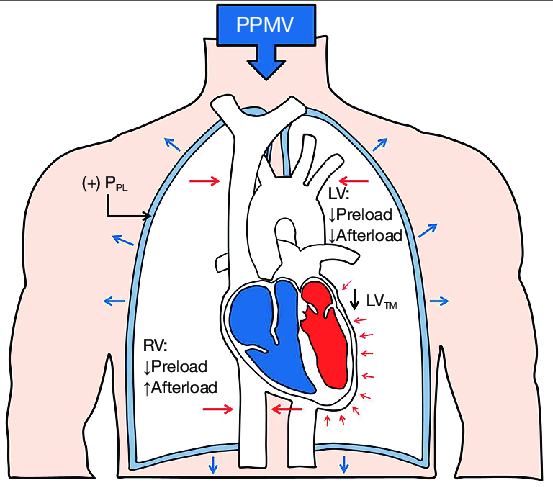 PPMV
(+) PPL
LV:
↓Preload
↓Afterload
↓ LVTM
RV:
↓Preload
↑Afterload